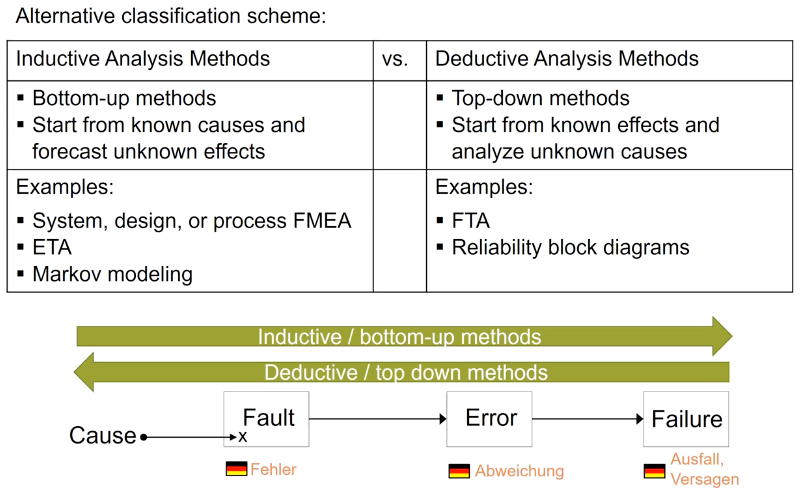 Alternative classification scheme:
Inductive Analysis Methods
vs.
Deductive Analysis Methods
▪ Bottom-up methods
▪ Start from known causes and
forecast unknown effects
▪ Top-down methods
▪ Start from known effects and
analyze unknown causes
Examples:
▪ System, design, or process FMEA
▪ ETA
▪ Markov modeling
Examples:
▪ FTA
▪ Reliability block diagrams
Inductive / bottom-up methods
Deductive / top down methods
Cause
x
Fault
Error
Failure
Fehler
Abweichung
Ausfall,
Versagen